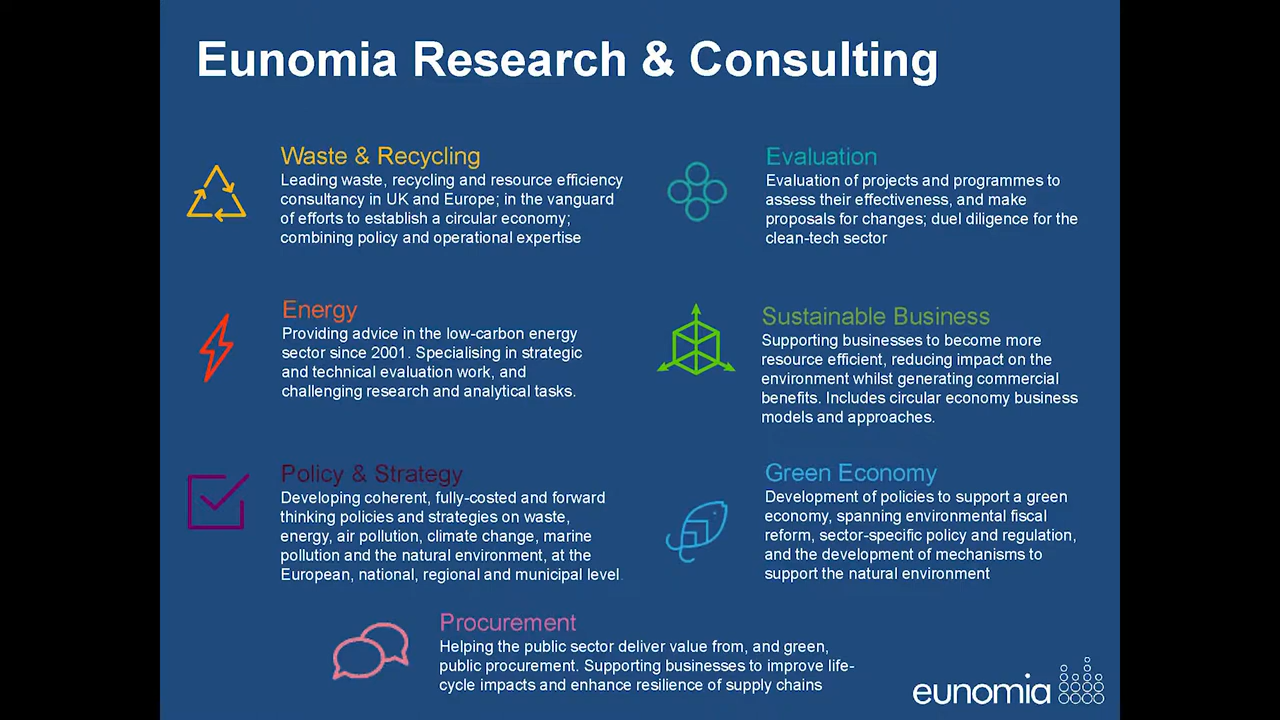 Eunomia Research & Consulting
Waste & Recycling
Leading waste, recycling and resource efficiency
consultancy in UK and Europe; in the vanguard
of efforts to establish a circular economy;
combining policy and operational expertise
Evaluation
Evaluation of projects and programmes to
assess their effectiveness, and make
proposals for changes; duel diligence for the
clean-tech sector
Energy
Providing advice in the low-carbon energy
sector since 2001. Specialising in strategic
and technical evaluation work, and
challenging research and analytical tasks.
Sustainable Business
Supporting businesses to become more
resource efficient, reducing impact on the
environment whilst generating commercial
benefits. Includes circular economy business
models and approaches.
Policy & Strategy
Developing coherent, fully-costed and forward
thinking policies and strategies on waste,
energy, air pollution, climate change, marine
pollution and the natural environment, at the
European, national, regional and municipal level.
Green Economy
Development of policies to support a green
economy, spanning environmental fiscal
reform, sector-specific policy and regulation,
and the development of mechanisms to
support the natural environment
Procurement
Helping the public sector deliver value from, and green,
public procurement. Supporting businesses to improve life-
cycle impacts and enhance resilience of supply chains
eunomia